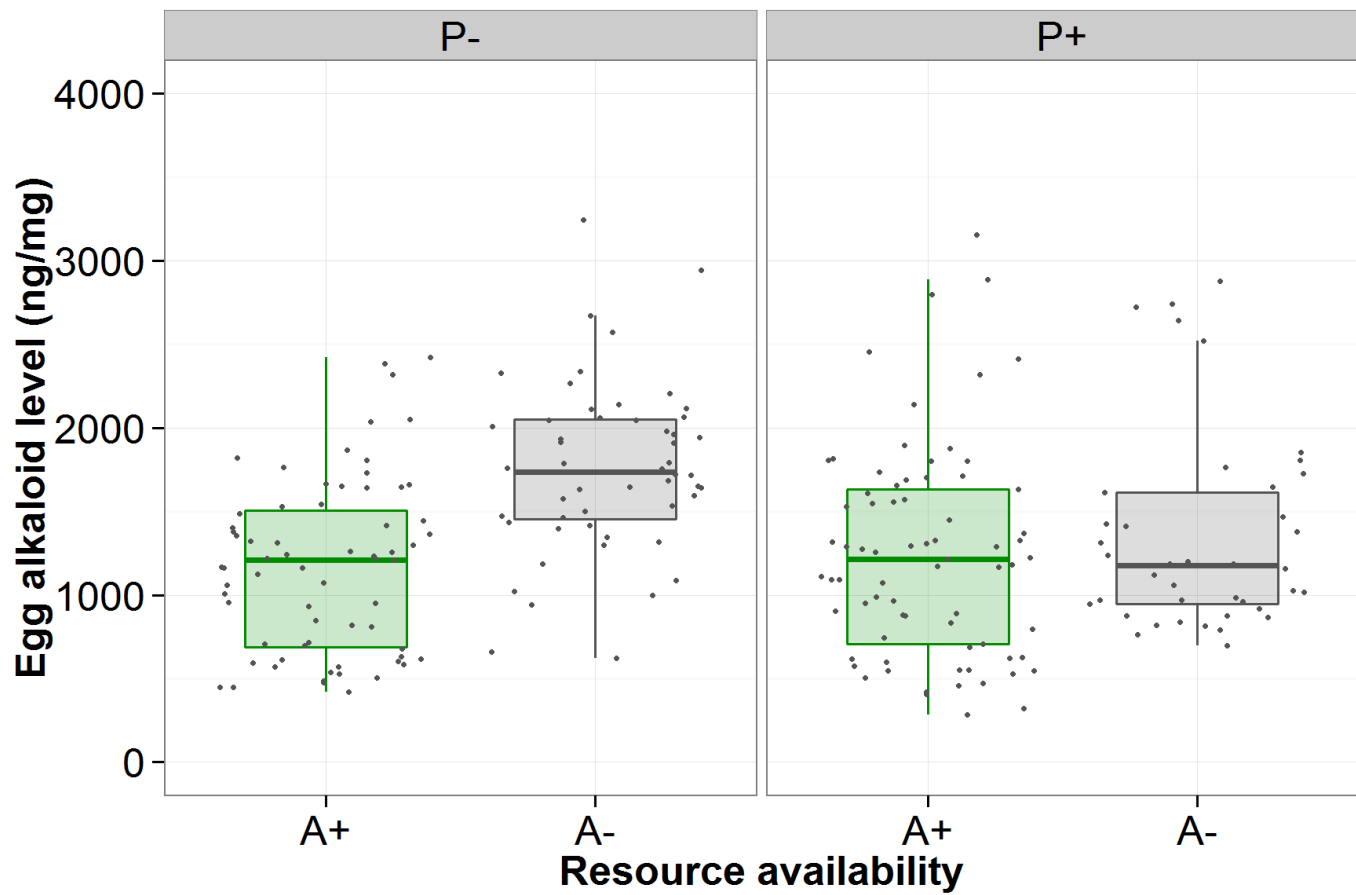 P- P+
4000
3000
2000
1000
0
Egg alkaloid level (ng/mg)
A+ A- A+ A-
Resource availability